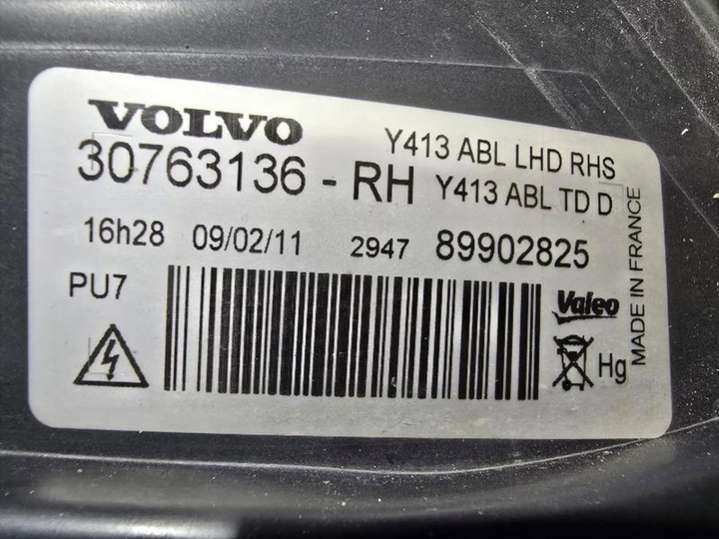 VOLVO
Y413 ABL LHD RHS
30763136 - RH
Y413 ABL TD D
16h28 09/02/11 2947 89902825
PU7
Valeo
Hg
MADE IN FRANCE